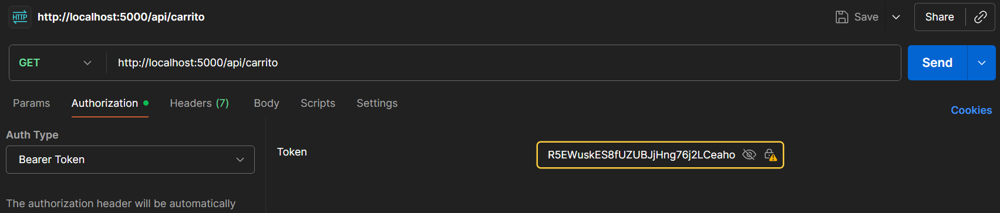 HTTP http://localhost:5000/api/carrito Save Share
GET http://localhost:5000/api/carrito Send
Params Authorization Headers (7) Body Scripts Settings Cookies
Auth Type
Bearer Token
Token R5EWuskES8fUZUBJjHng76j2LCeaho
The authorization header will be automatically